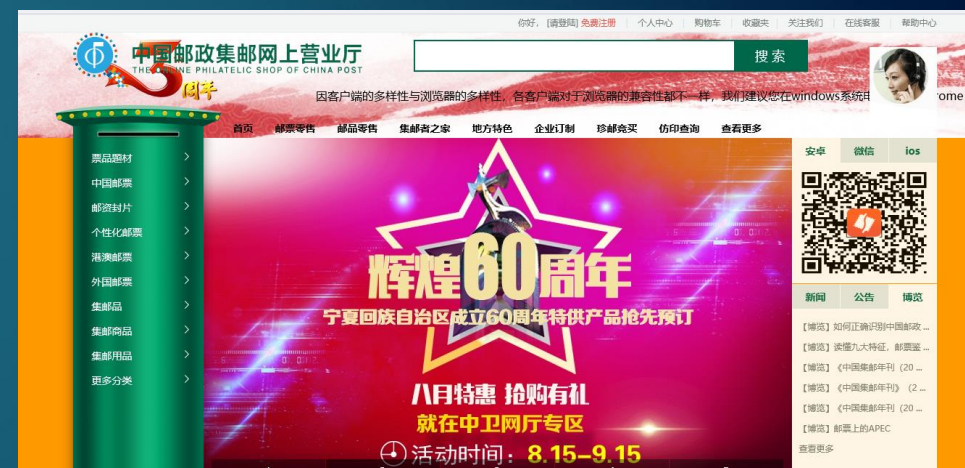 你好， [请登陆] 免费注册 个人中心 购物车 收藏夹 关注我们 在线客服 帮助中心
中国邮政集邮网上营业厅
THE ONLINE PHILATELIC SHOP OF CHINA POST
5周年
搜 索
因客户端的多样性与浏览器的多样性，各客户端对于浏览器的兼容性都不一样，我们建议您在windows系统
首页 邮票零售 邮品零售 集邮者之家 地方特色 企业订制 珍邮竞买 仿印查询 查看更多
票品题材
中国邮票
邮资封片
个性化邮票
港澳邮票
外国邮票
集邮品
集邮商品
集邮用品
更多分类
辉煌60周年
宁夏回族自治区成立60周年特供产品抢先预订
八月特惠 抢购有礼
就在中卫网厅专区
活动时间：8.15-9.15
安卓 微信 ios
新闻 公告 博览
【博览】如何正确识别中国邮政 ...
【博览】读懂九大特征，邮票鉴 ...
【博览】《中国集邮年刊（20 ...
【博览】《中国集邮年刊》（2 ...
【博览】《中国集邮年刊（20 ...
【博览】邮票上的APEC
查看更多